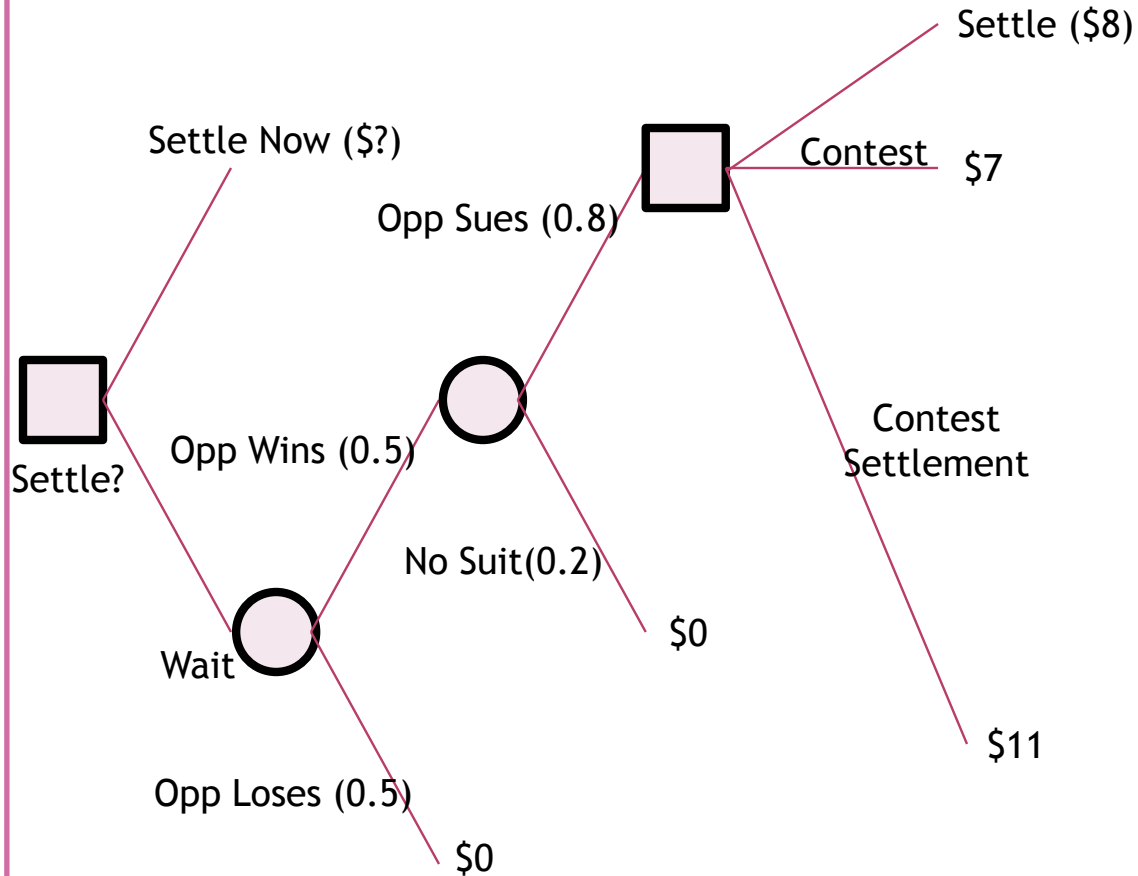 Settle ($8)
Settle Now ($?)
Contest
$7
Opp Sues (0.8)
Contest
Settlement
Opp Wins (0.5)
Settle?
No Suit(0.2)
$0
Wait
$11
Opp Loses (0.5)
$0